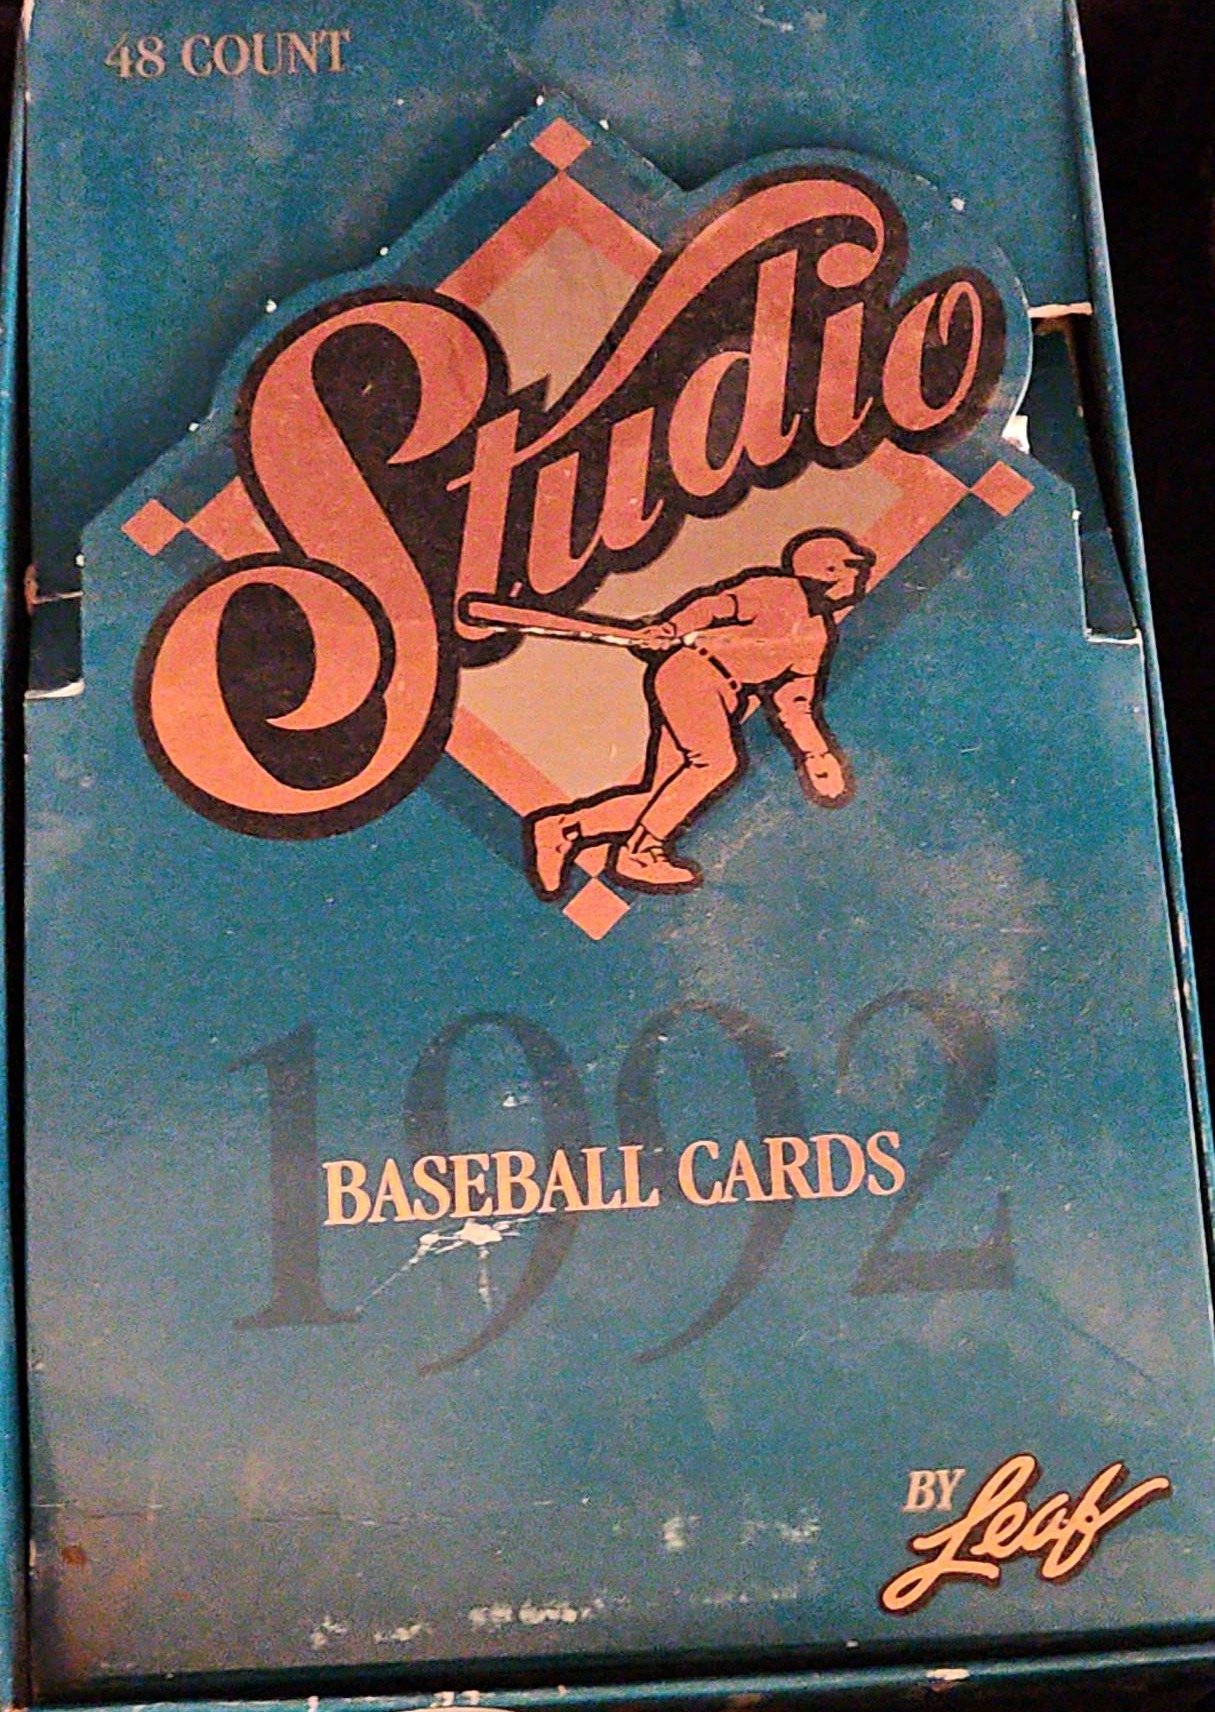 48 COUNT
Studio
1992
BASEBALL CARDS
BY Leaf